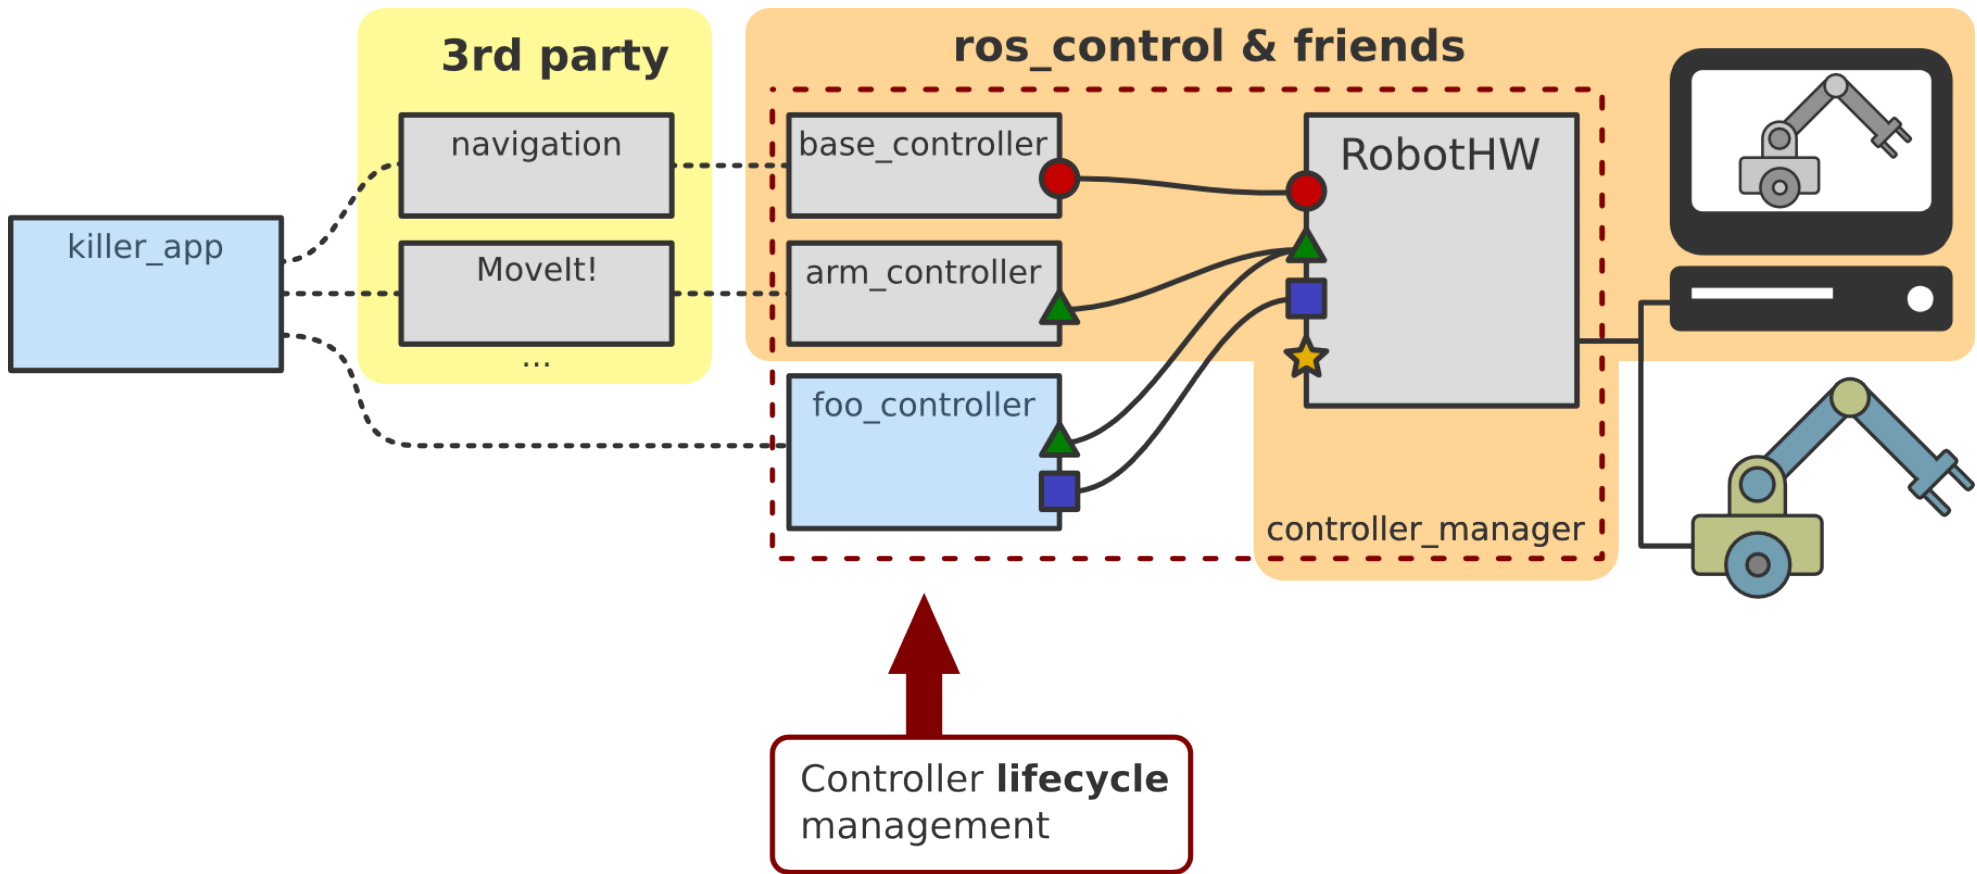 3rd party
ros_control & friends
navigation
base_controller
RobotHW
killer_app
MoveIt!
arm_controller
...
foo_controller
controller_manager
Controller lifecycle
management